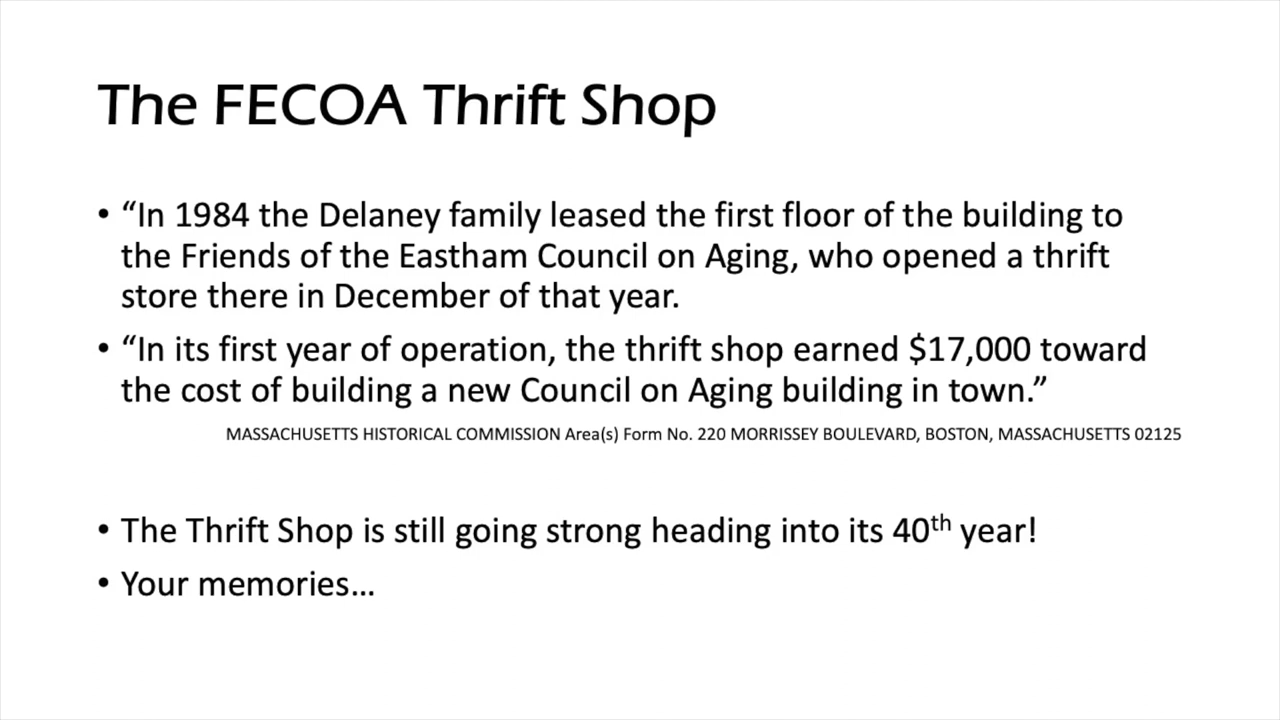 The FECOA Thrift Shop
• “In 1984 the Delaney family leased the first floor of the building to
the Friends of the Eastham Council on Aging, who opened a thrift
store there in December of that year.
• “In its first year of operation, the thrift shop earned $17,000 toward
the cost of building a new Council on Aging building in town.”
MASSACHUSETTS HISTORICAL COMMISSION Area(s) Form No. 220 MORRISSEY BOULEVARD, BOSTON, MASSACHUSETTS 02125
• The Thrift Shop is still going strong heading into its 40th year!
• Your memories…